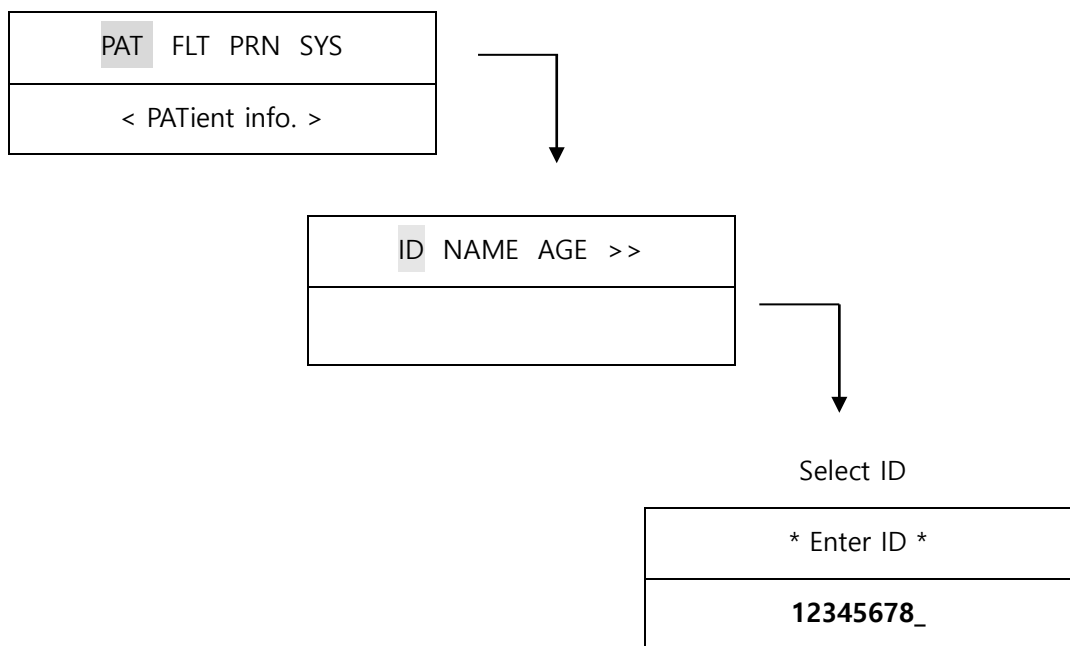 PAT FLT PRN SYS
< PATient info. >
ID NAME AGE >>
Select ID
* Enter ID *
12345678_